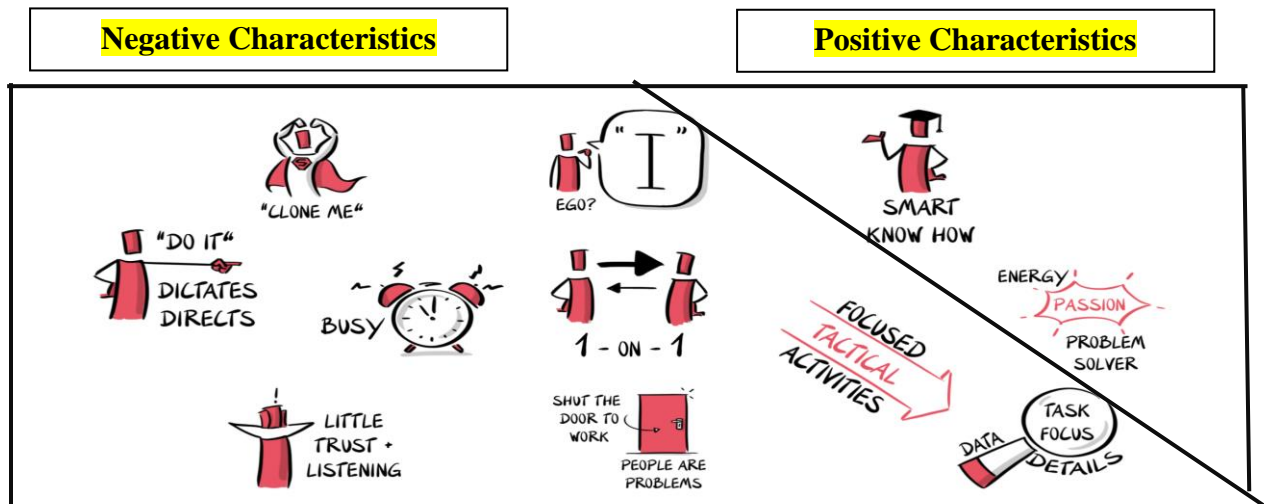 Negative Characteristics
Positive Characteristics
"CLONE ME"
"I"
EGO?
SMART
KNOW HOW
"DO IT"
DICTATES
DIRECTS
BUSY
1-ON-1
ENERGY
PASSION
PROBLEM
SOLVER
FOCUSED
TACTICAL
ACTIVITIES
LITTLE
TRUST +
LISTENING
SHUT THE
DOOR TO
WORK
PEOPLE ARE
PROBLEMS
TASK
FOCUS
DATA
DETAILS